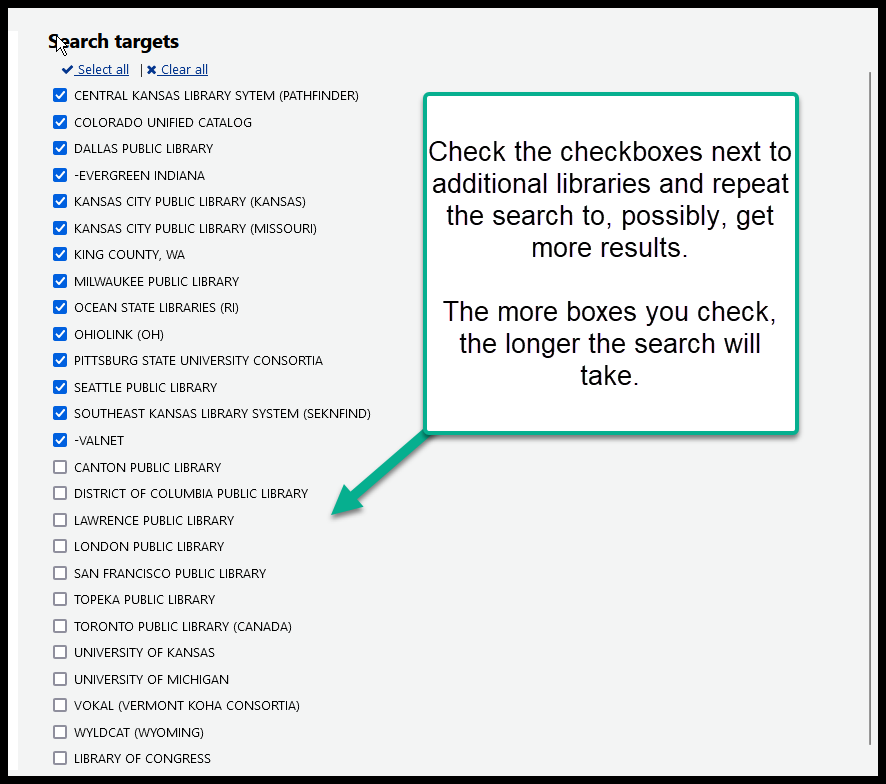 Search targets
Select all | Clear all
CENTRAL KANSAS LIBRARY SYTEM (PATHFINDER)
COLORADO UNIFIED CATALOG
DALLAS PUBLIC LIBRARY
-EVERGREEN INDIANA
KANSAS CITY PUBLIC LIBRARY (KANSAS)
KANSAS CITY PUBLIC LIBRARY (MISSOURI)
KING COUNTY, WA
MILWAUKEE PUBLIC LIBRARY
OCEAN STATE LIBRARIES (RI)
OHIOLINK (OH)
PITTSBURG STATE UNIVERSITY CONSORTIA
SEATTLE PUBLIC LIBRARY
SOUTHEAST KANSAS LIBRARY SYSTEM (SEKNFIND)
-VALNET
CANTON PUBLIC LIBRARY
DISTRICT OF COLUMBIA PUBLIC LIBRARY
LAWRENCE PUBLIC LIBRARY
LONDON PUBLIC LIBRARY
SAN FRANCISCO PUBLIC LIBRARY
TOPEKA PUBLIC LIBRARY
TORONTO PUBLIC LIBRARY (CANADA)
UNIVERSITY OF KANSAS
UNIVERSITY OF MICHIGAN
VOKAL (VERMONT KOHA CONSORTIA)
WYLDCAT (WYOMING)
LIBRARY OF CONGRESS
Check the checkboxes next to
additional libraries and repeat
the search to, possibly, get
more results.
The more boxes you check,
the longer the search will
take.